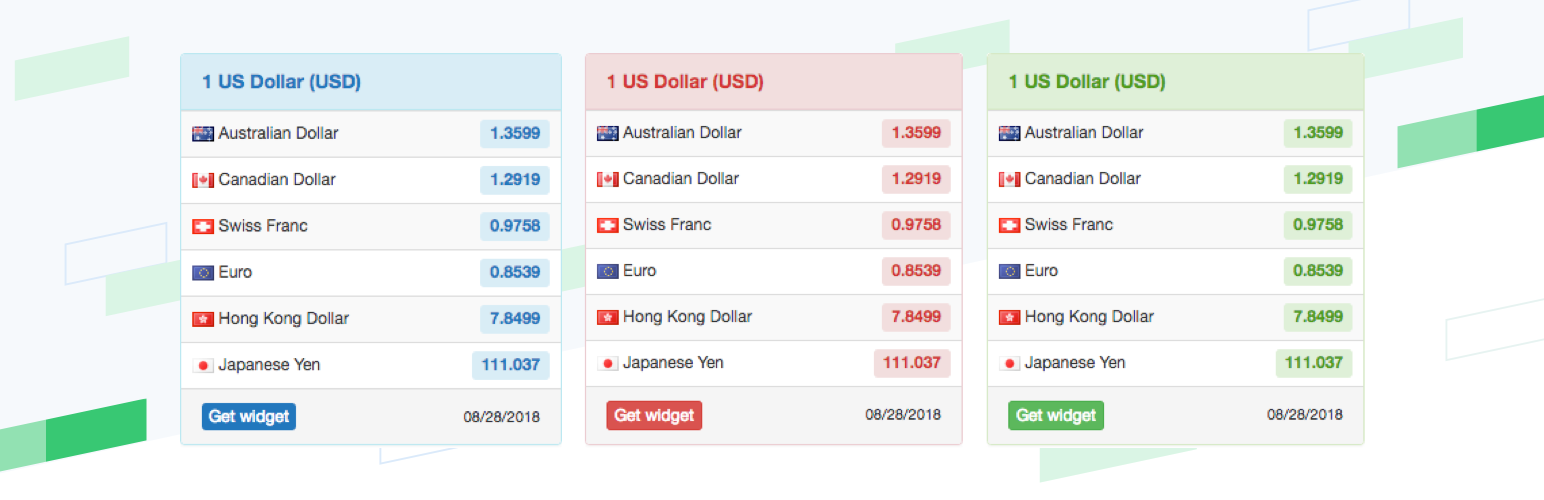 1 US Dollar (USD)
Australian Dollar 1.3599
Canadian Dollar 1.2919
Swiss Franc 0.9758
Euro 0.8539
Hong Kong Dollar 7.8499
Japanese Yen 111.037
Get widget 08/28/2018
1 US Dollar (USD)
Australian Dollar 1.3599
Canadian Dollar 1.2919
Swiss Franc 0.9758
Euro 0.8539
Hong Kong Dollar 7.8499
Japanese Yen 111.037
Get widget 08/28/2018
1 US Dollar (USD)
Australian Dollar 1.3599
Canadian Dollar 1.2919
Swiss Franc 0.9758
Euro 0.8539
Hong Kong Dollar 7.8499
Japanese Yen 111.037
Get widget 08/28/2018